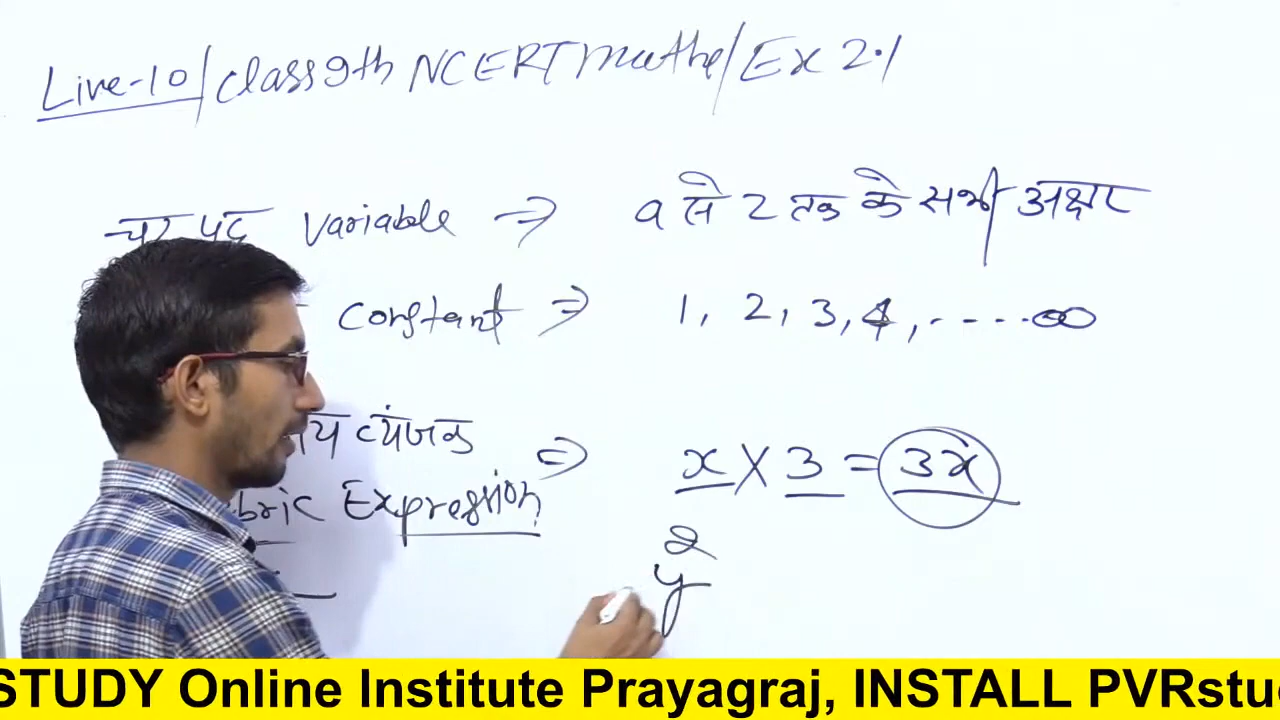 Live-10/class 9th NCERT maths/Ex 2.1
चर पद variable ⇒ a से z तक के सभी अक्षर
constant ⇒ 1, 2, 3, 4, ....∞
व्यंजक ⇒ x × 3 = 3x
Expression
2
y
STUDY Online Institute Prayagraj, INSTALL PVRstu